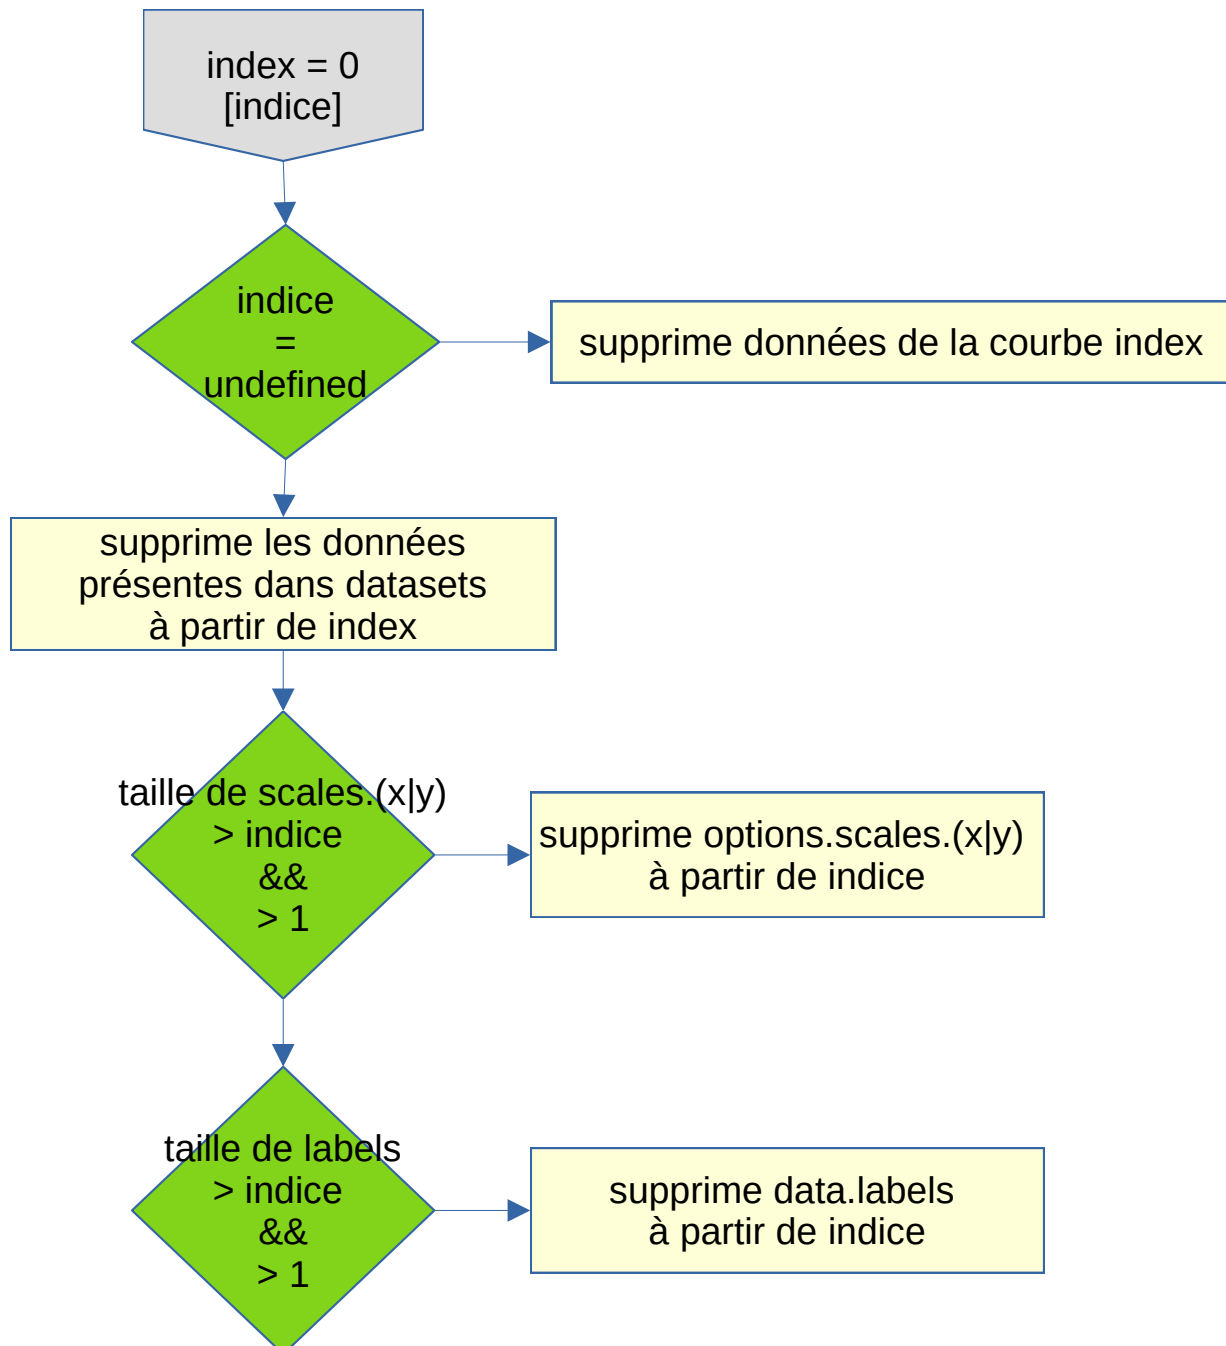 index = 0
[indice]
indice
=
undefined
supprime données de la courbe index
supprime les données
présentes dans datasets
à partir de index
taille de scales.(x|y)
> indice
&&
> 1
supprime options.scales.(x|y)
à partir de indice
taille de labels
> indice
&&
> 1
supprime data.labels
à partir de indice